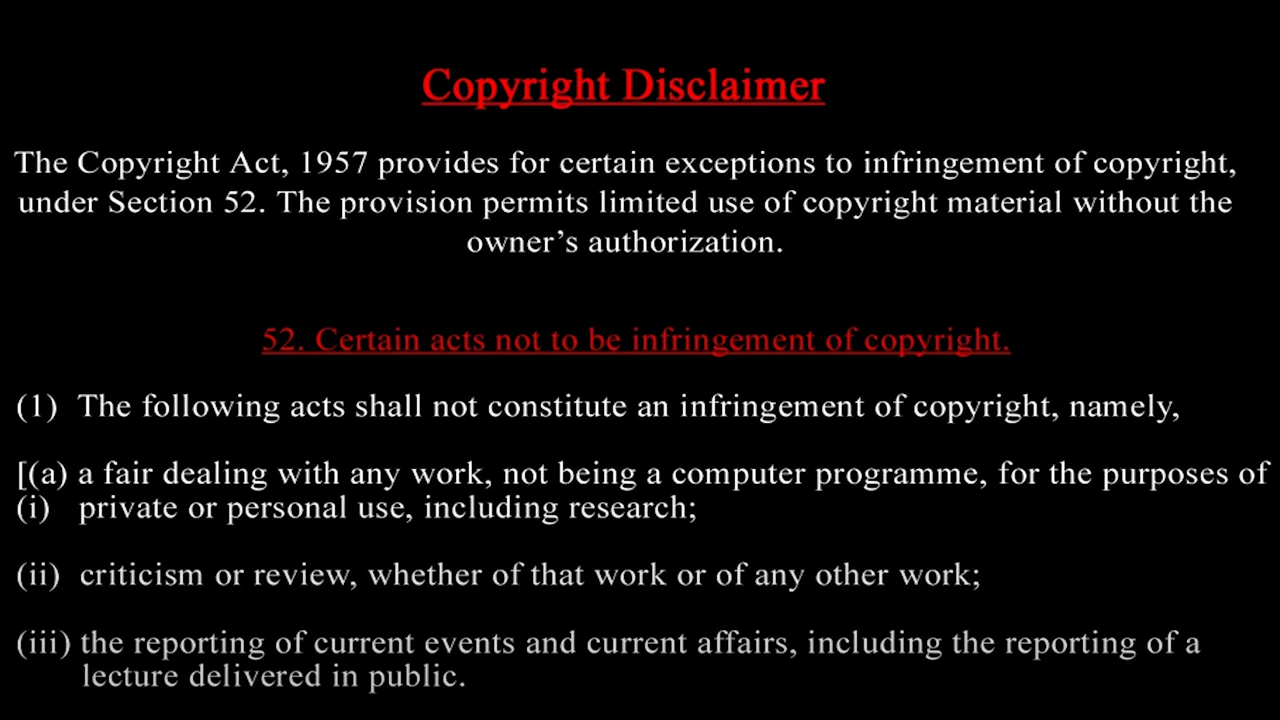 Copyright Disclaimer
The Copyright Act, 1957 provides for certain exceptions to infringement of copyright,
under Section 52. The provision permits limited use of copyright material without the
owner’s authorization.
52. Certain acts not to be infringement of copyright.
(1) The following acts shall not constitute an infringement of copyright, namely,
[(a) a fair dealing with any work, not being a computer programme, for the purposes of
(i) private or personal use, including research;
(ii) criticism or review, whether of that work or of any other work;
(iii) the reporting of current events and current affairs, including the reporting of a
lecture delivered in public.